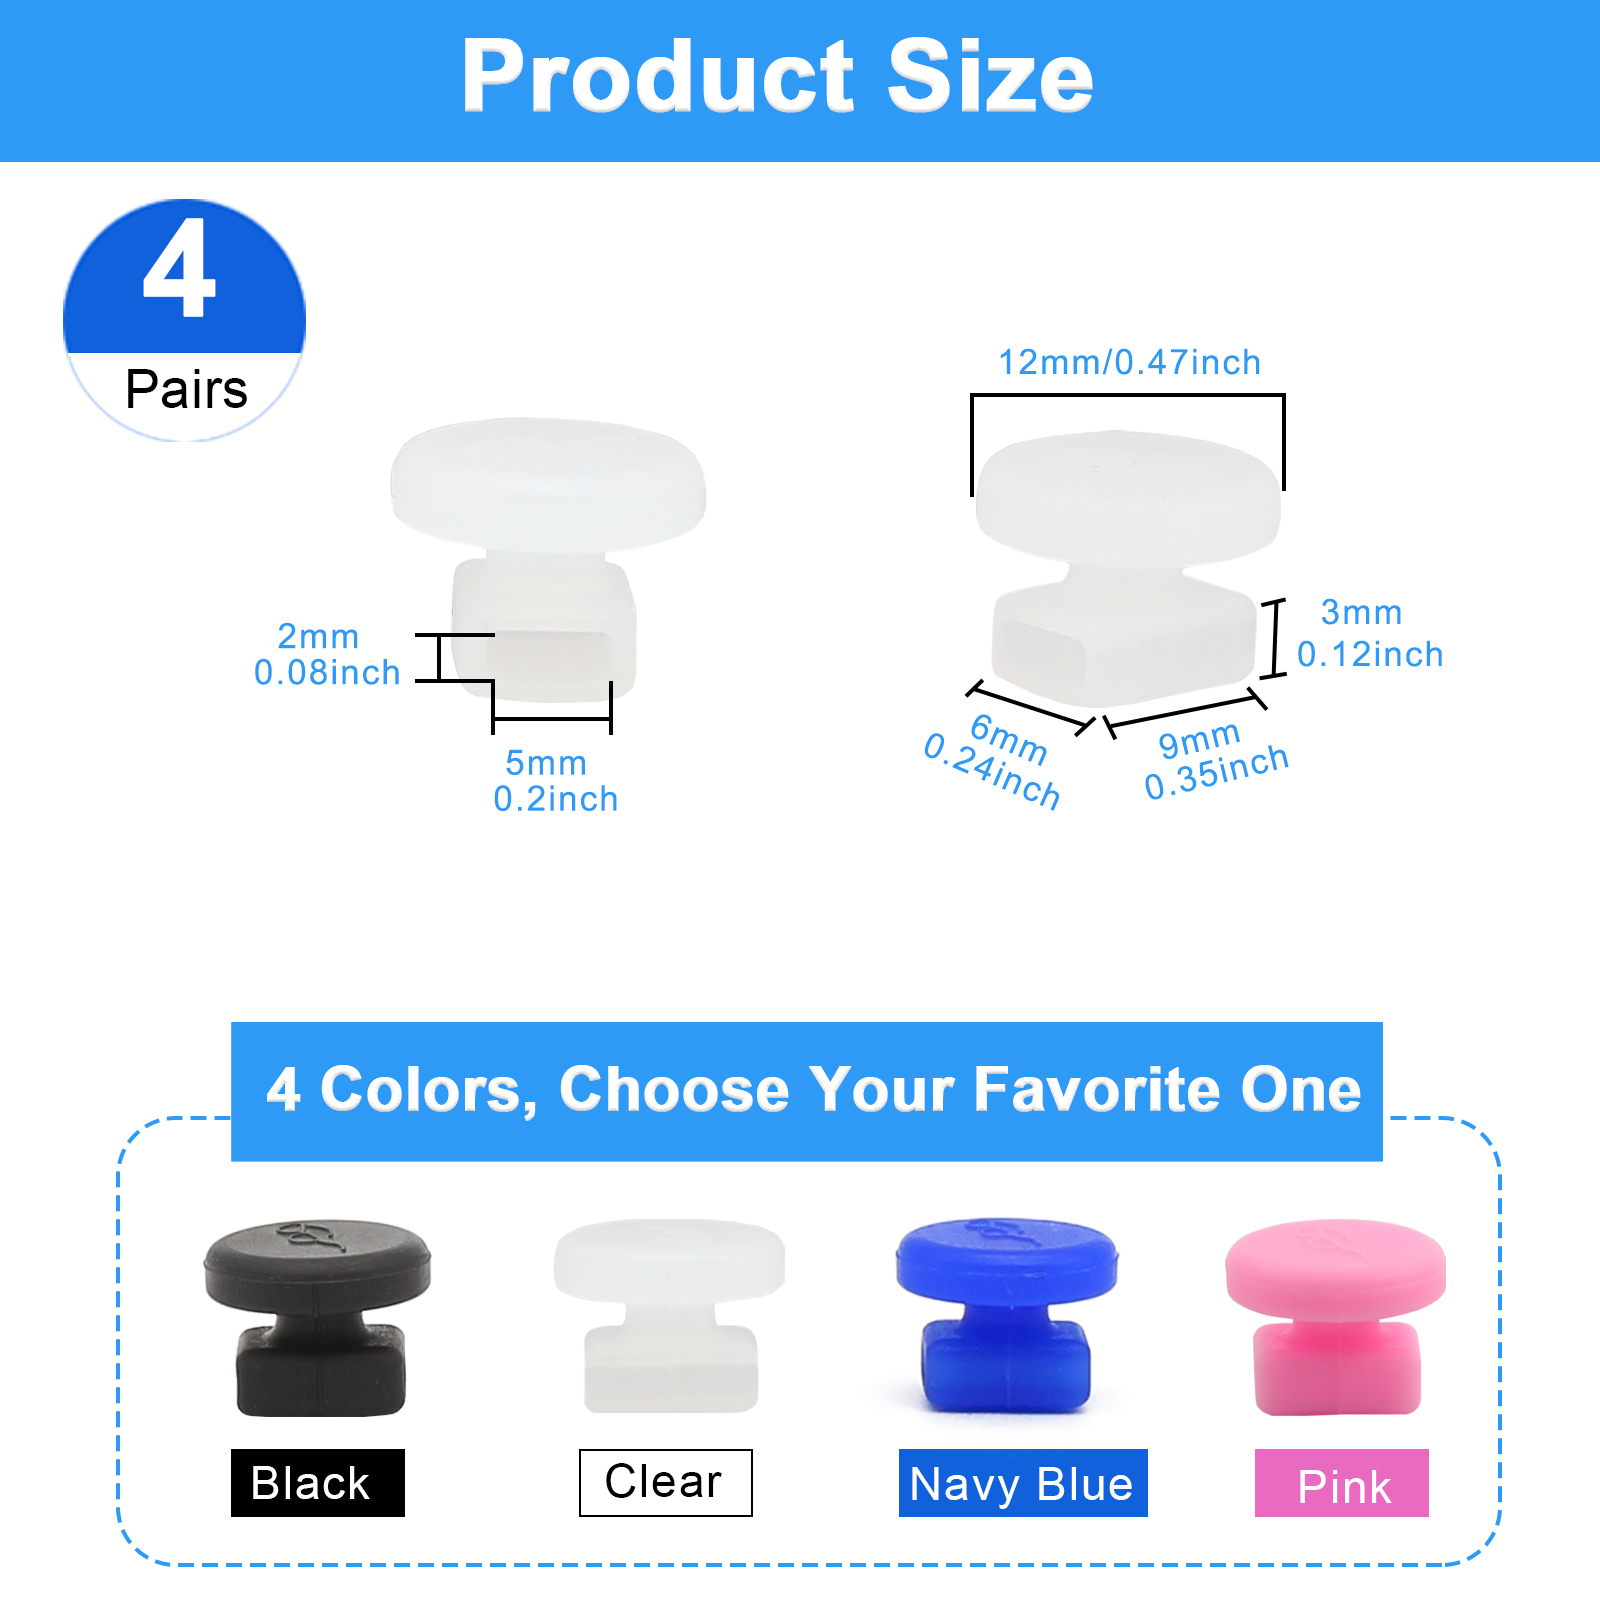 Product Size
4
Pairs
12mm/0.47inch
2mm
0.08inch
5mm
0.2inch
3mm
0.12inch
6mm
0.24inch
9mm
0.35inch
4 Colors, Choose Your Favorite One
Black
Clear
Navy Blue
Pink